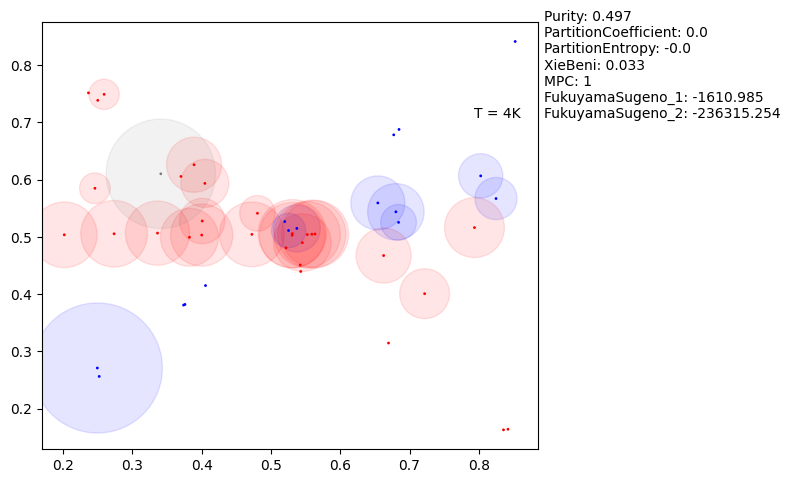 Purity: 0.497
PartitionCoefficient: 0.0
PartitionEntropy: -0.0
XieBeni: 0.033
MPC: 1
FukuyamaSugeno_1: -1610.985
FukuyamaSugeno_2: -236315.254
T = 4K
0.8
0.7
0.6
0.5
0.4
0.3
0.2
0.2 0.3 0.4 0.5 0.6 0.7 0.8